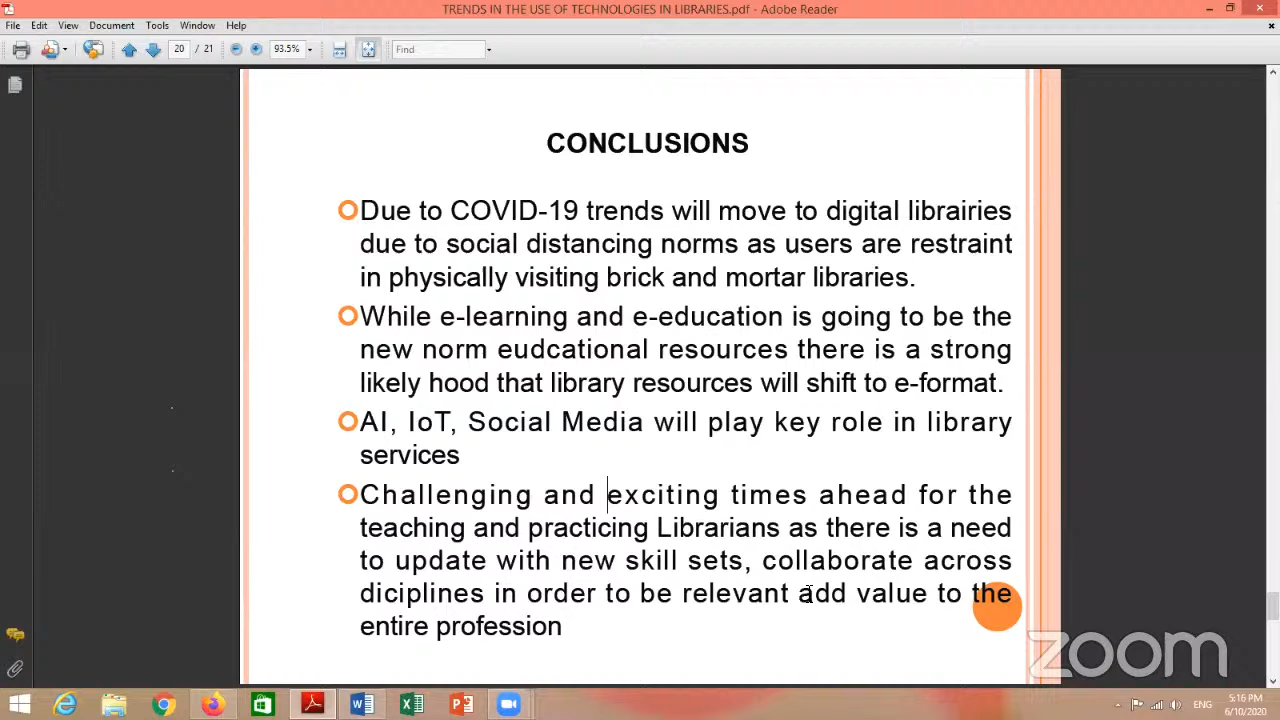 TRENDS IN THE USE OF TECHNOLOGIES IN LIBRARIES.pdf - Adobe Reader
File Edit View Document Tools Window Help
20 / 21 93.5% Find
CONCLUSIONS
Due to COVID-19 trends will move to digital librairies
due to social distancing norms as users are restraint
in physically visiting brick and mortar libraries.
While e-learning and e-education is going to be the
new norm eudcational resources there is a strong
likely hood that library resources will shift to e-format.
AI, IoT, Social Media will play key role in library
services
Challenging and exciting times ahead for the
teaching and practicing Librarians as there is a need
to update with new skill sets, collaborate across
diciplines in order to be relevant add value to the
entire profession
zoom
ENG
5:16 PM
6/10/2020